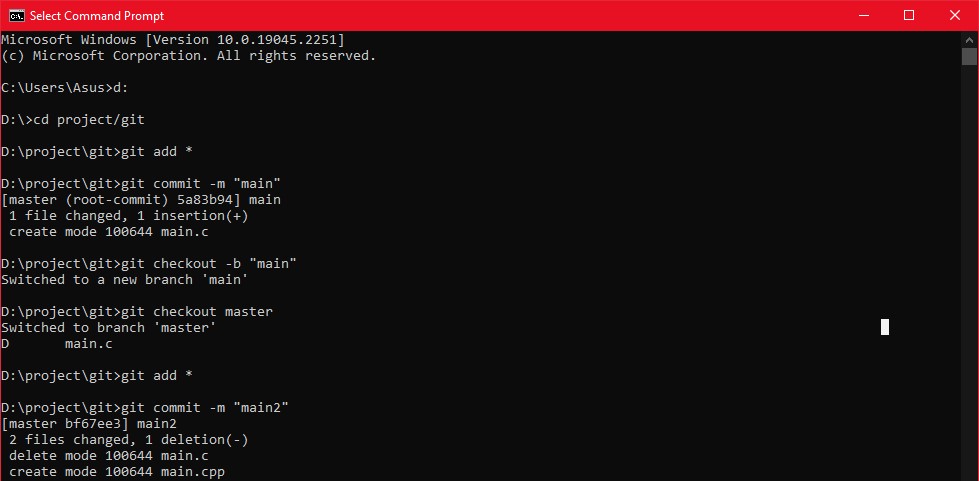 Select Command Prompt
Microsoft Windows [Version 10.0.19045.2251]
(c) Microsoft Corporation. All rights reserved.
C:\Users\Asus>d:
D:\>cd project/git
D:\project\git>git add *
D:\project\git>git commit -m "main"
[master (root-commit) 5a83b94] main
 1 file changed, 1 insertion(+)
 create mode 100644 main.c
D:\project\git>git checkout -b "main"
Switched to a new branch 'main'
D:\project\git>git checkout master
Switched to branch 'master'
D       main.c
D:\project\git>git add *
D:\project\git>git commit -m "main2"
[master bf67ee3] main2
 2 files changed, 1 deletion(-)
 delete mode 100644 main.c
 create mode 100644 main.cpp